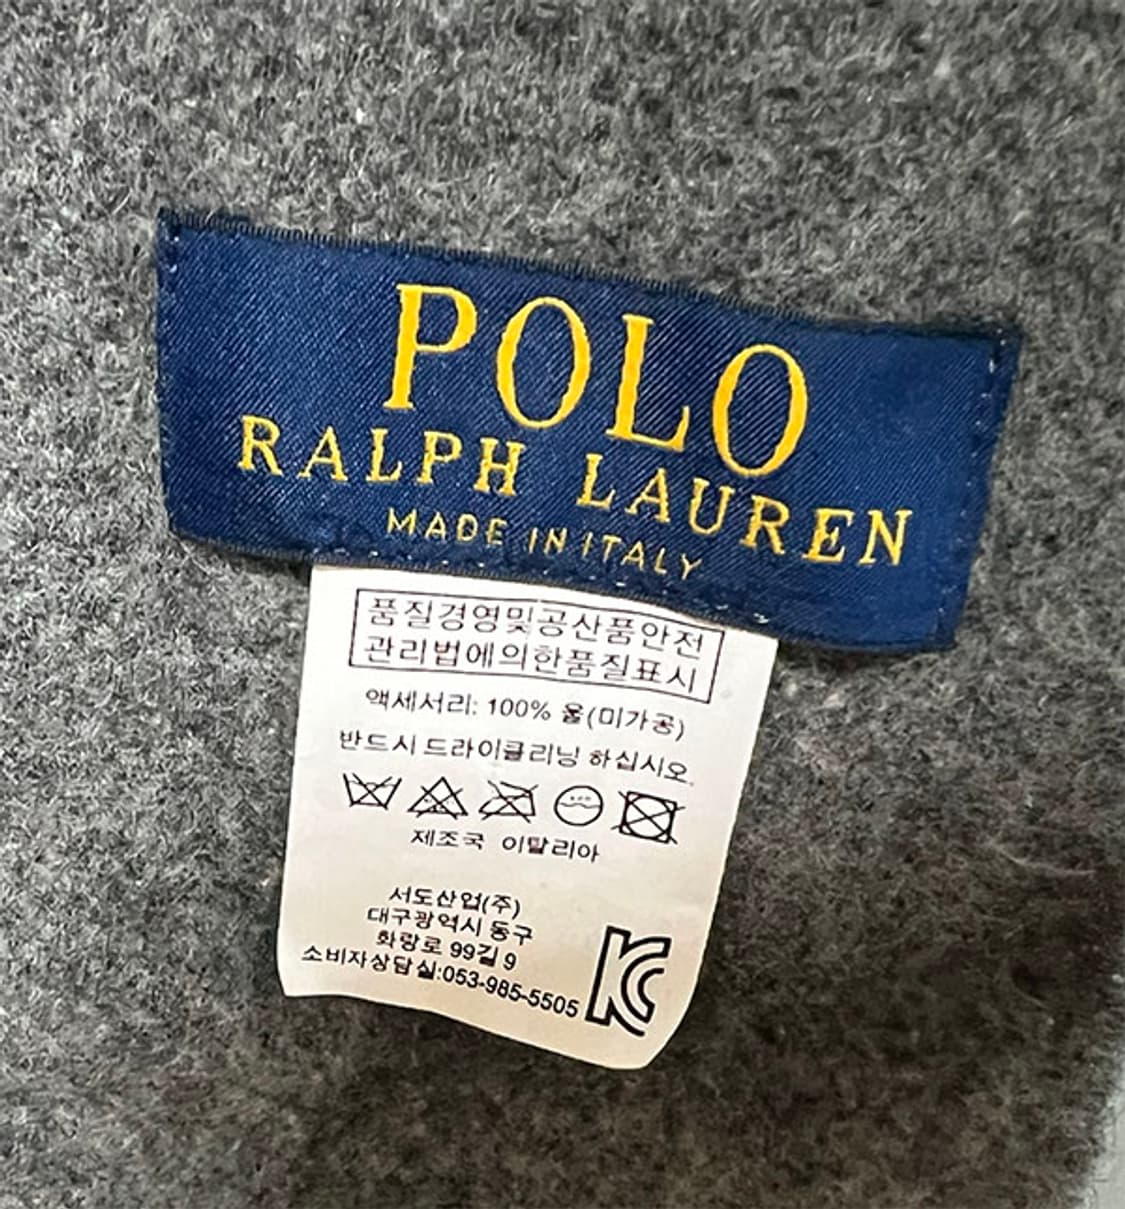 POLO
RALPH LAUREN
MADE IN ITALY
품질경영및공산품안전
관리법에의한품질표시
액세서리: 100% 울(미가공)
반드시 드라이클리닝 하십시오.
제조국 이탈리아
서도산업(주)
대구광역시 동구
화랑로 99길 9
소비자상담실:053-985-5505
KC